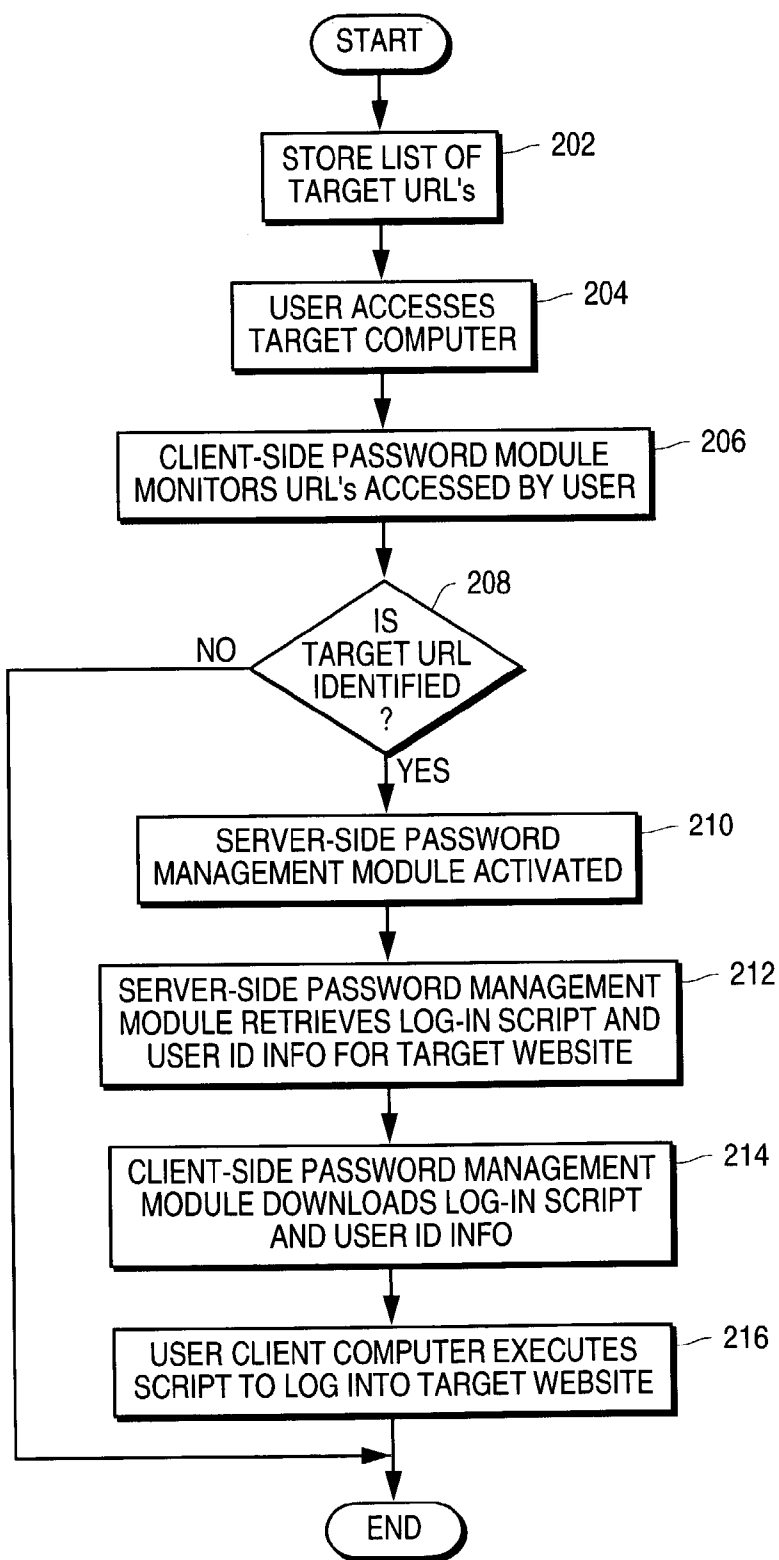 START
STORE LIST OF
TARGET URL's
202
USER ACCESSES
TARGET COMPUTER
204
CLIENT-SIDE PASSWORD MODULE
MONITORS URL's ACCESSED BY USER
206
IS
TARGET URL
IDENTIFIED
?
208
NO
YES
SERVER-SIDE PASSWORD
MANAGEMENT MODULE ACTIVATED
210
SERVER-SIDE PASSWORD MANAGEMENT
MODULE RETRIEVES LOG-IN SCRIPT AND
USER ID INFO FOR TARGET WEBSITE
212
CLIENT-SIDE PASSWORD MANAGEMENT
MODULE DOWNLOADS LOG-IN SCRIPT
AND USER ID INFO
214
USER CLIENT COMPUTER EXECUTES
SCRIPT TO LOG INTO TARGET WEBSITE
216
END